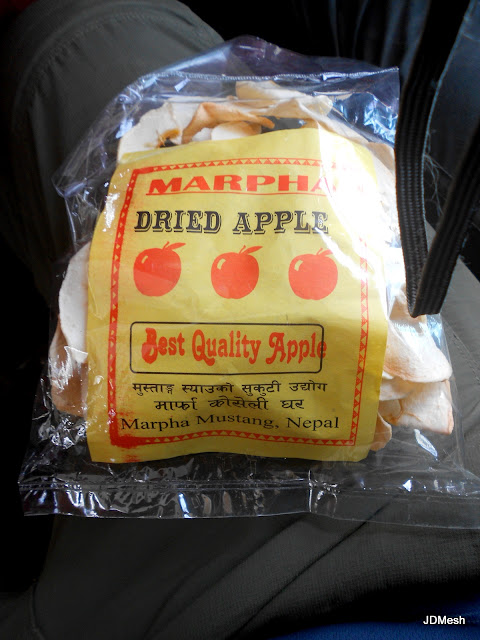 MARPHA
DRIED APPLE
Best Quality Apple
मुस्ताङ्ग स्याउको सुकुटी उद्योग
मार्फा कोसेली घर
Marpha Mustang, Nepal
JDMesh